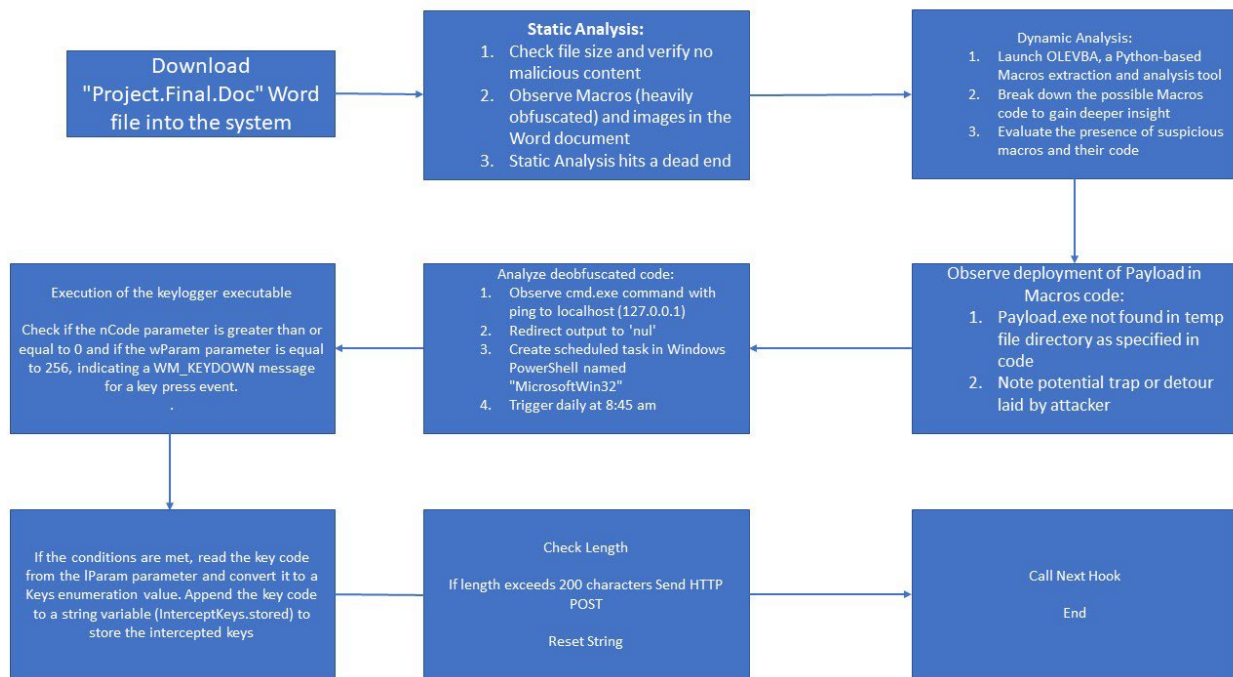 Download
"Project.Final.Doc" Word
file into the system
Static Analysis:
1. Check file size and verify no
malicious content
2. Observe Macros (heavily
obfuscated) and images in the
Word document
3. Static Analysis hits a dead end
Dynamic Analysis:
1. Launch OLEVBA, a Python-based
Macros extraction and analysis tool
2. Break down the possible Macros
code to gain deeper insight
3. Evaluate the presence of suspicious
macros and their code
Observe deployment of Payload in
Macros code:
1. Payload.exe not found in temp
file directory as specified in
code
2. Note potential trap or detour
laid by attacker
Analyze deobfuscated code:
1. Observe cmd.exe command with
ping to localhost (127.0.0.1)
2. Redirect output to 'nul'
3. Create scheduled task in Windows
PowerShell named
"MicrosoftWin32"
4. Trigger daily at 8:45 am
Execution of the keylogger executable
Check if the nCode parameter is greater than or
equal to 0 and if the wParam parameter is equal
to 256, indicating a WM_KEYDOWN message
for a key press event.
.
If the conditions are met, read the key code
from the lParam parameter and convert it to a
Keys enumeration value. Append the key code
to a string variable (InterceptKeys.stored) to
store the intercepted keys
Check Length
If length exceeds 200 characters Send HTTP
POST
Reset String
Call Next Hook
End